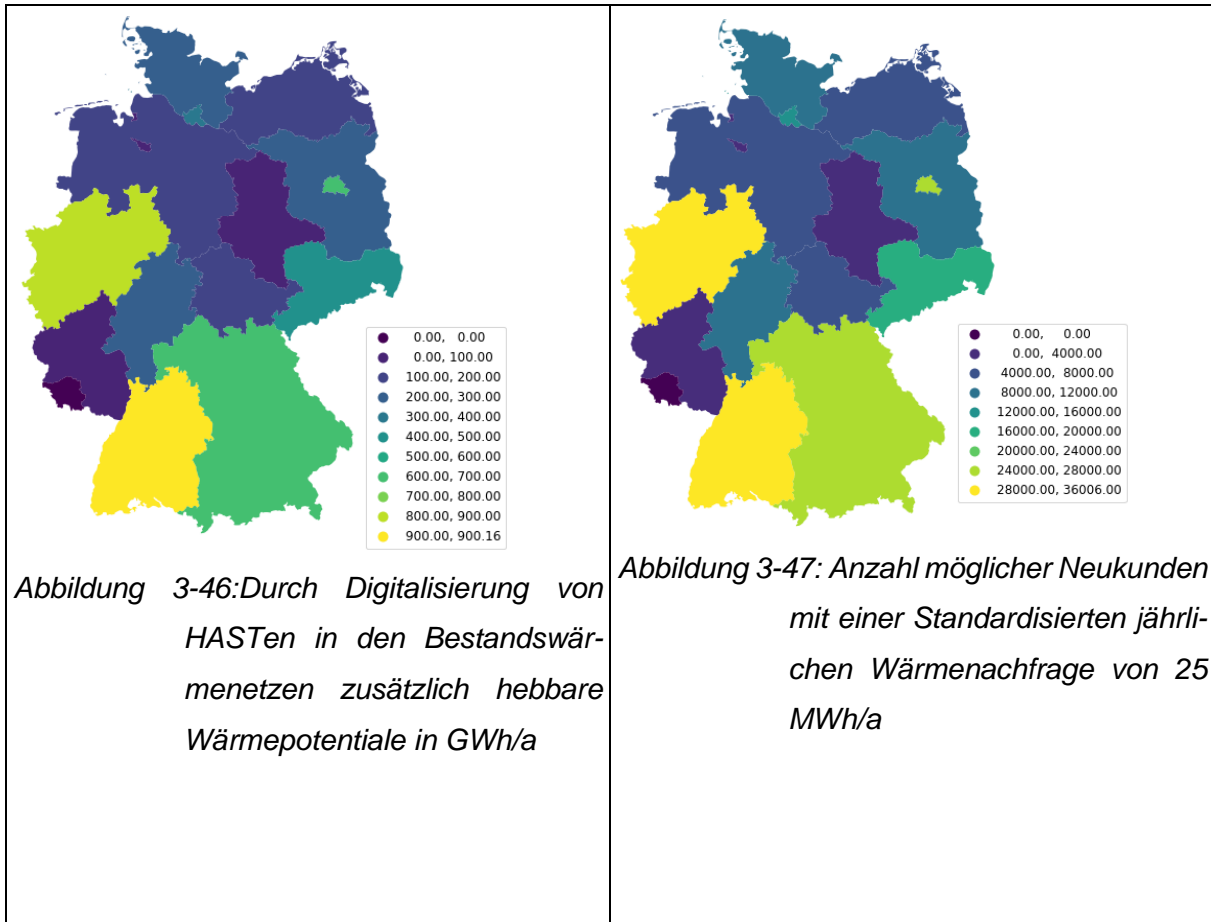 0.00, 0.00
0.00, 100.00
100.00, 200.00
200.00, 300.00
300.00, 400.00
400.00, 500.00
500.00, 600.00
600.00, 700.00
700.00, 800.00
800.00, 900.00
900.00, 900.16
Abbildung 3-46:Durch Digitalisierung von
HASTen in den Bestandswär-
menetzen zusätzlich hebbare
Wärmepotentiale in GWh/a
0.00, 0.00
0.00, 4000.00
4000.00, 8000.00
8000.00, 12000.00
12000.00, 16000.00
16000.00, 20000.00
20000.00, 24000.00
24000.00, 28000.00
28000.00, 36006.00
Abbildung 3-47: Anzahl möglicher Neukunden
mit einer Standardisierten jährli-
chen Wärmenachfrage von 25
MWh/a